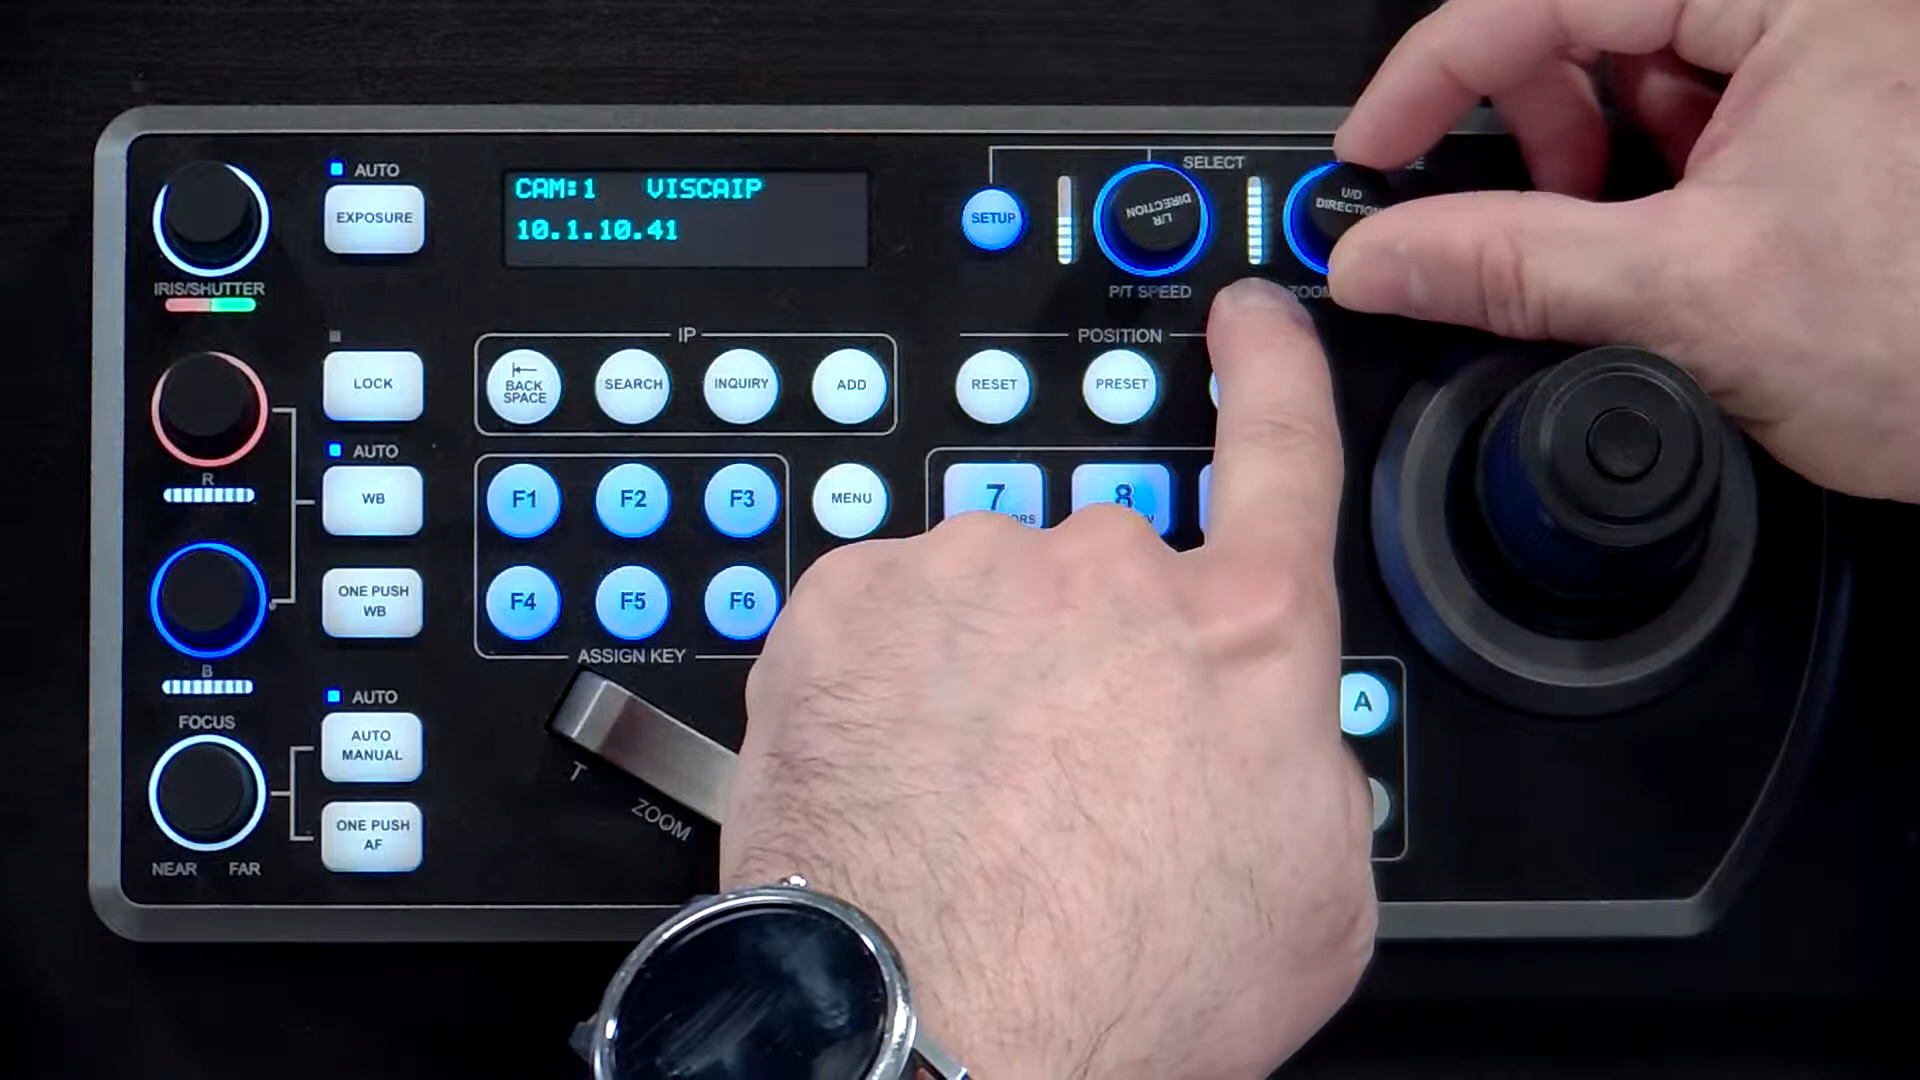 AUTO
EXPOSURE
IRIS/SHUTTER
CAM:1 VISCAIP
10.1.10.41
SELECT
SETUP
L/R
DIRECTION
U/D
DIRECTION
P/T SPEED
ZOOM
LOCK
IP
BACK
SPACE
SEARCH
INQUIRY
ADD
POSITION
RESET
PRESET
R
AUTO
WB
F1
F2
F3
MENU
7
8
ONE PUSH
WB
F4
F5
F6
ASSIGN KEY
B
AUTO
AUTO
MANUAL
FOCUS
ONE PUSH
AF
NEAR
FAR
T
ZOOM
A